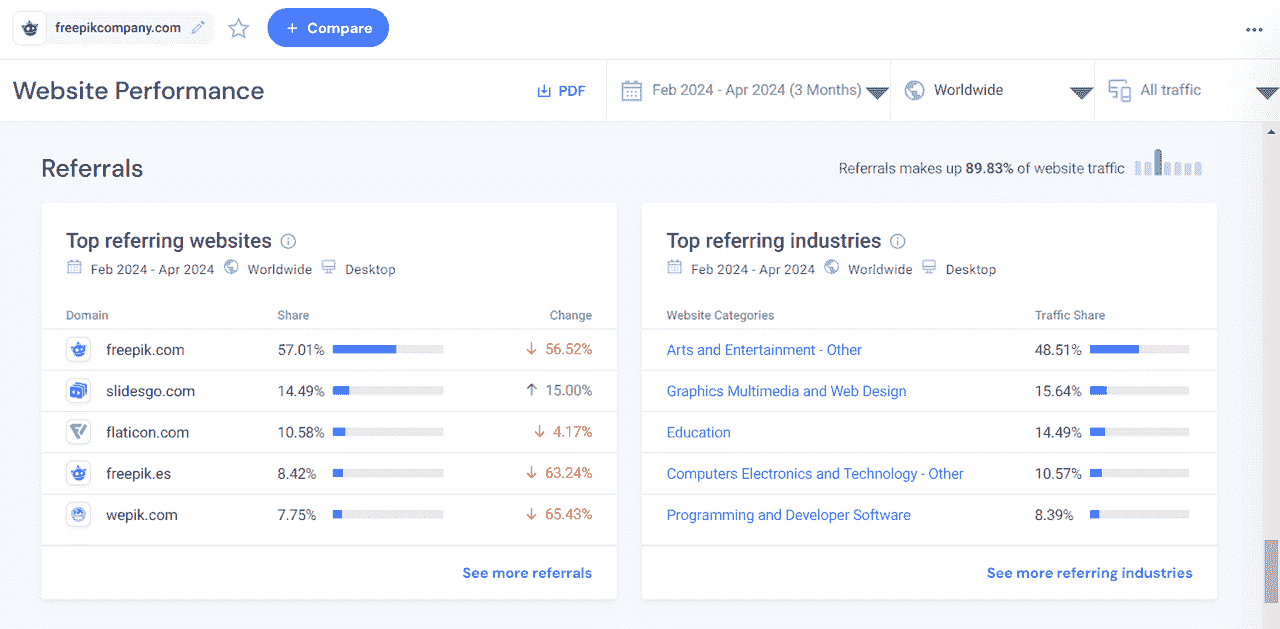 freepikcompany.com
+ Compare
Website Performance
PDF
Feb 2024 - Apr 2024 (3 Months)
Worldwide
All traffic
Referrals
Referrals makes up 89.83% of website traffic
Top referring websites
Feb 2024 - Apr 2024 Worldwide Desktop
Domain Share Change
freepik.com 57.01% ↓ 56.52%
slidesgo.com 14.49% ↑ 15.00%
flaticon.com 10.58% ↓ 4.17%
freepik.es 8.42% ↓ 63.24%
wepik.com 7.75% ↓ 65.43%
See more referrals
Top referring industries
Feb 2024 - Apr 2024 Worldwide Desktop
Website Categories Traffic Share
Arts and Entertainment - Other 48.51%
Graphics Multimedia and Web Design 15.64%
Education 14.49%
Computers Electronics and Technology - Other 10.57%
Programming and Developer Software 8.39%
See more referring industries